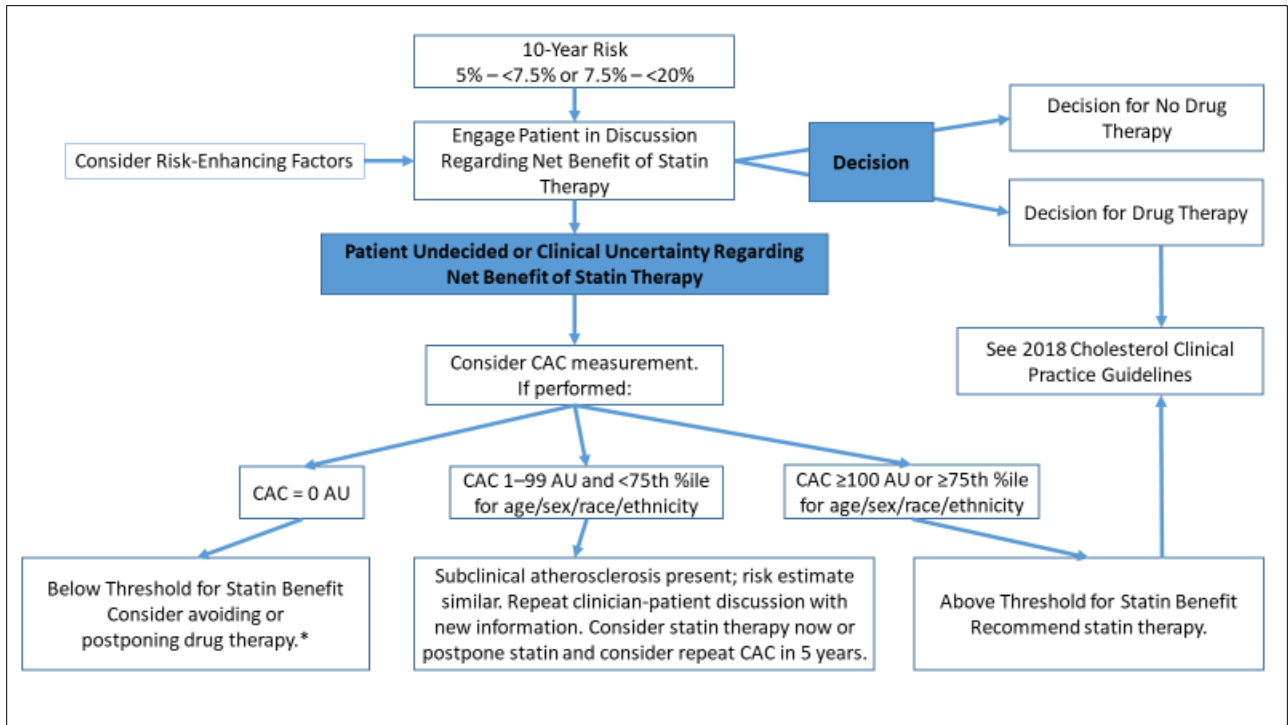 10-Year Risk
5% – <7.5% or 7.5% – <20%
Consider Risk-Enhancing Factors
Engage Patient in Discussion
Regarding Net Benefit of Statin
Therapy
Decision
Decision for No Drug
Therapy
Decision for Drug Therapy
Patient Undecided or Clinical Uncertainty Regarding
Net Benefit of Statin Therapy
Consider CAC measurement.
If performed:
See 2018 Cholesterol Clinical
Practice Guidelines
CAC = 0 AU
CAC 1–99 AU and <75th %ile
for age/sex/race/ethnicity
CAC ≥100 AU or ≥75th %ile
for age/sex/race/ethnicity
Below Threshold for Statin Benefit
Consider avoiding or
postponing drug therapy.*
Subclinical atherosclerosis present; risk estimate
similar. Repeat clinician-patient discussion with
new information. Consider statin therapy now or
postpone statin and consider repeat CAC in 5 years.
Above Threshold for Statin Benefit
Recommend statin therapy.